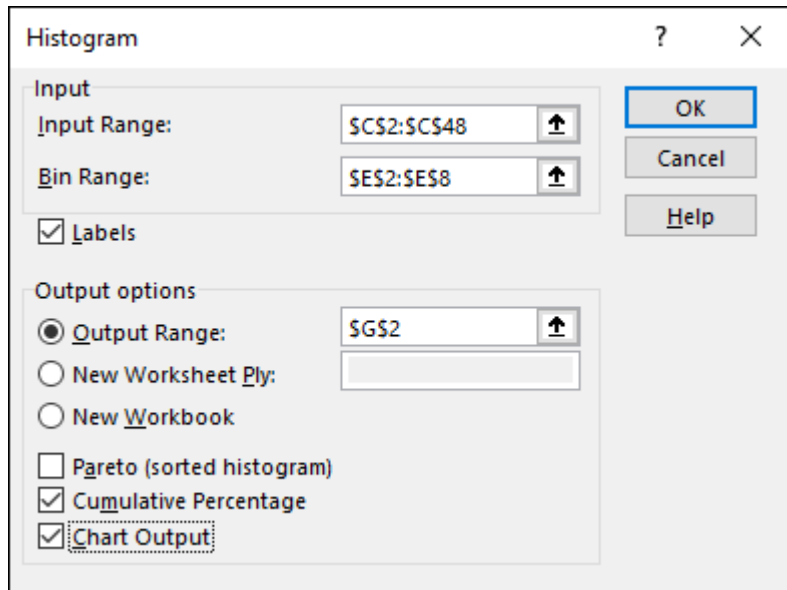 Histogram ?
Input
Input Range: $C$2:$C$48
Bin Range: $E$2:$E$8
Labels
OK
Cancel
Help
Output options
Output Range: $G$2
New Worksheet Ply:
New Workbook
Pareto (sorted histogram)
Cumulative Percentage
Chart Output